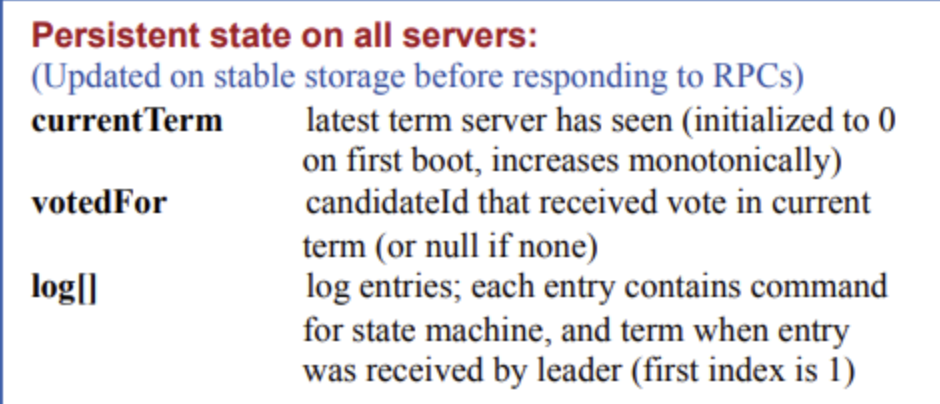 Persistent state on all servers:
(Updated on stable storage before responding to RPCs)
currentTerm latest term server has seen (initialized to 0
on first boot, increases monotonically)
votedFor candidateId that received vote in current
term (or null if none)
log[] log entries; each entry contains command
for state machine, and term when entry
was received by leader (first index is 1)